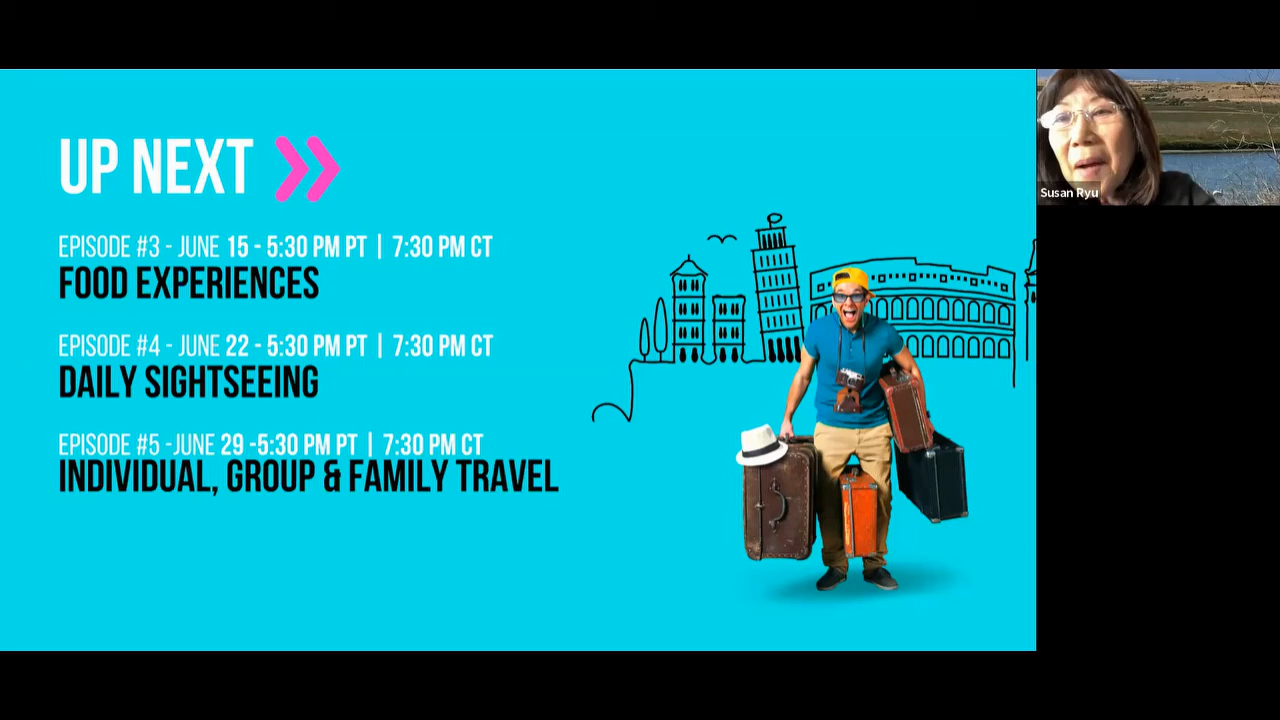 UP NEXT
EPISODE #3 - JUNE 15 - 5:30 PM PT | 7:30 PM CT
FOOD EXPERIENCES
EPISODE #4 - JUNE 22 - 5:30 PM PT | 7:30 PM CT
DAILY SIGHTSEEING
EPISODE #5 -JUNE 29 -5:30 PM PT | 7:30 PM CT
INDIVIDUAL, GROUP & FAMILY TRAVEL
Susan Ryu